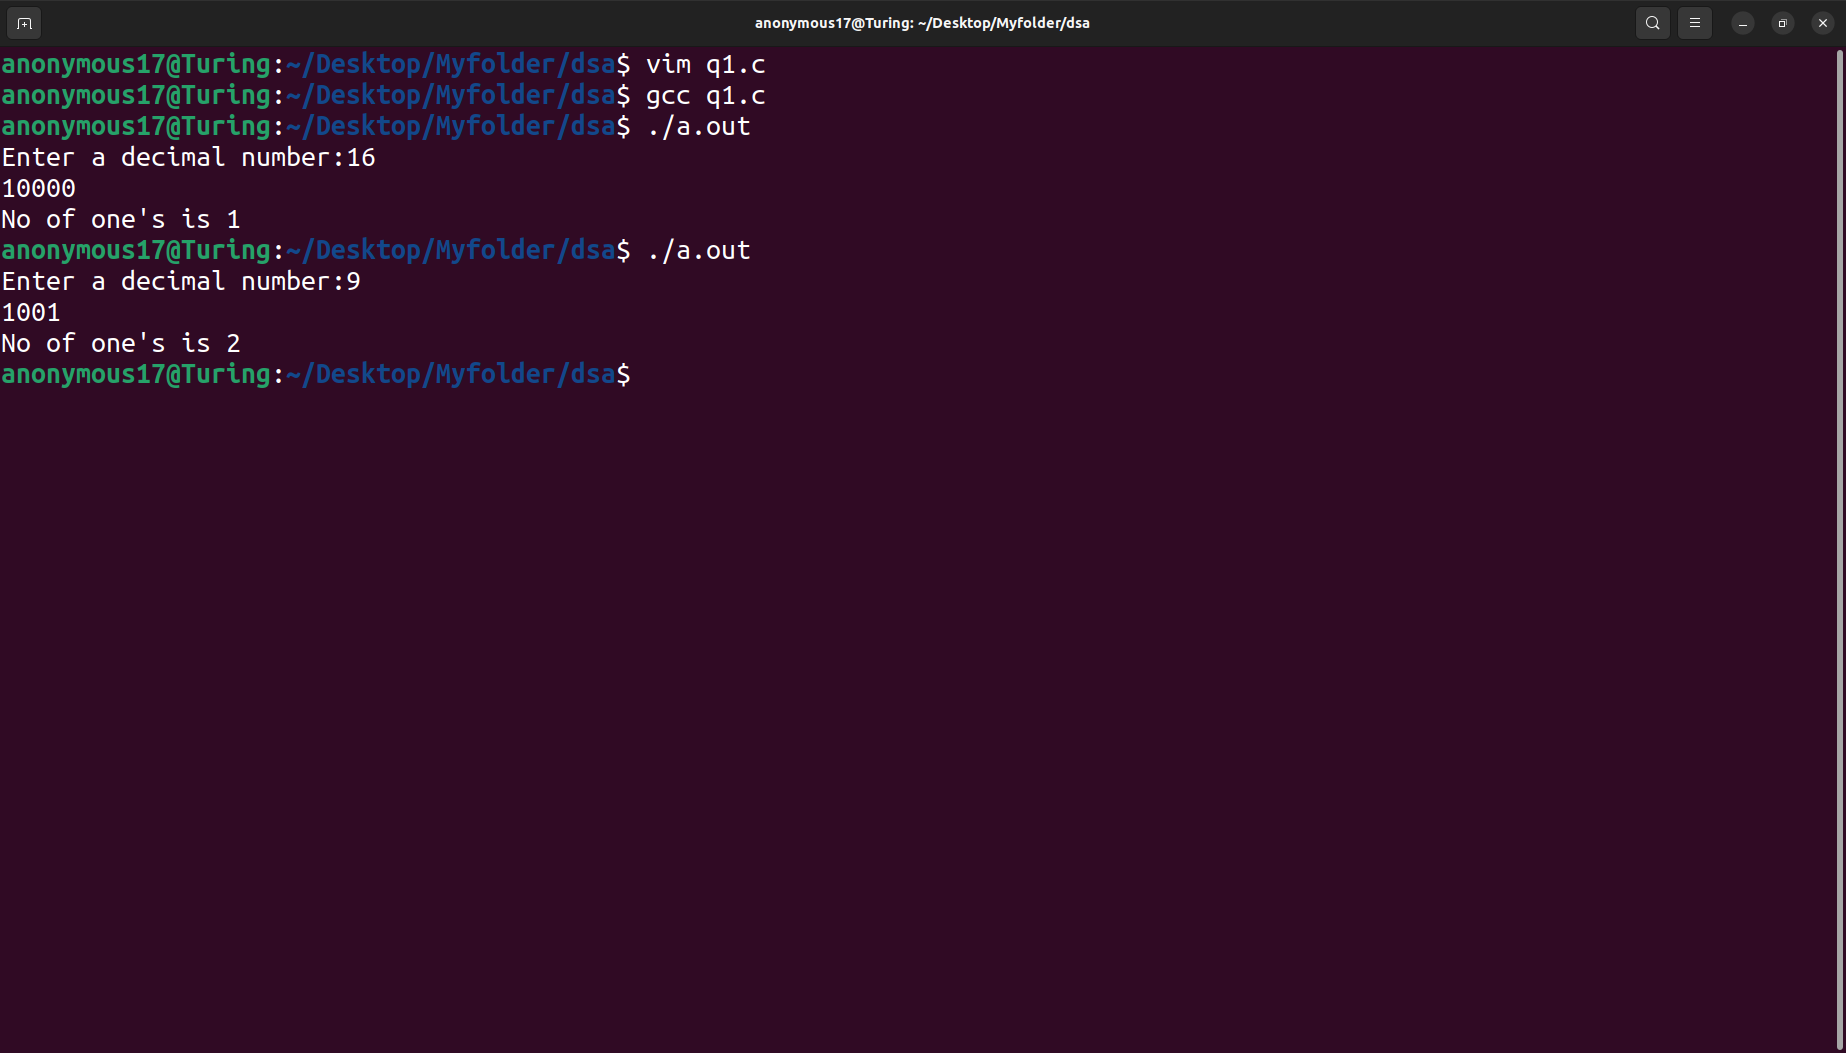 anonymous17@Turing: ~/Desktop/Myfolder/dsa
anonymous17@Turing:~/Desktop/Myfolder/dsa$ vim q1.c
anonymous17@Turing:~/Desktop/Myfolder/dsa$ gcc q1.c
anonymous17@Turing:~/Desktop/Myfolder/dsa$ ./a.out
Enter a decimal number:16
10000
No of one's is 1
anonymous17@Turing:~/Desktop/Myfolder/dsa$ ./a.out
Enter a decimal number:9
1001
No of one's is 2
anonymous17@Turing:~/Desktop/Myfolder/dsa$